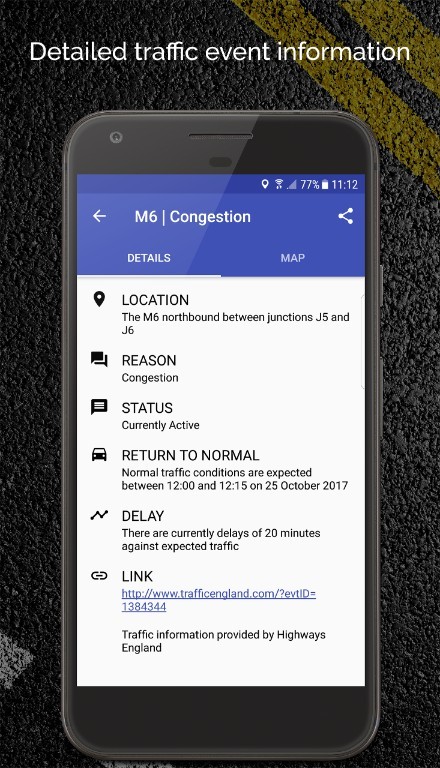 Detailed traffic event information
77% 11:12
M6 | Congestion
DETAILS MAP
LOCATION
The M6 northbound between junctions J5 and
J6
REASON
Congestion
STATUS
Currently Active
RETURN TO NORMAL
Normal traffic conditions are expected
between 12:00 and 12:15 on 25 October 2017
DELAY
There are currently delays of 20 minutes
against expected traffic
LINK
http://www.trafficengland.com/?evtID=
1384344
Traffic information provided by Highways
England